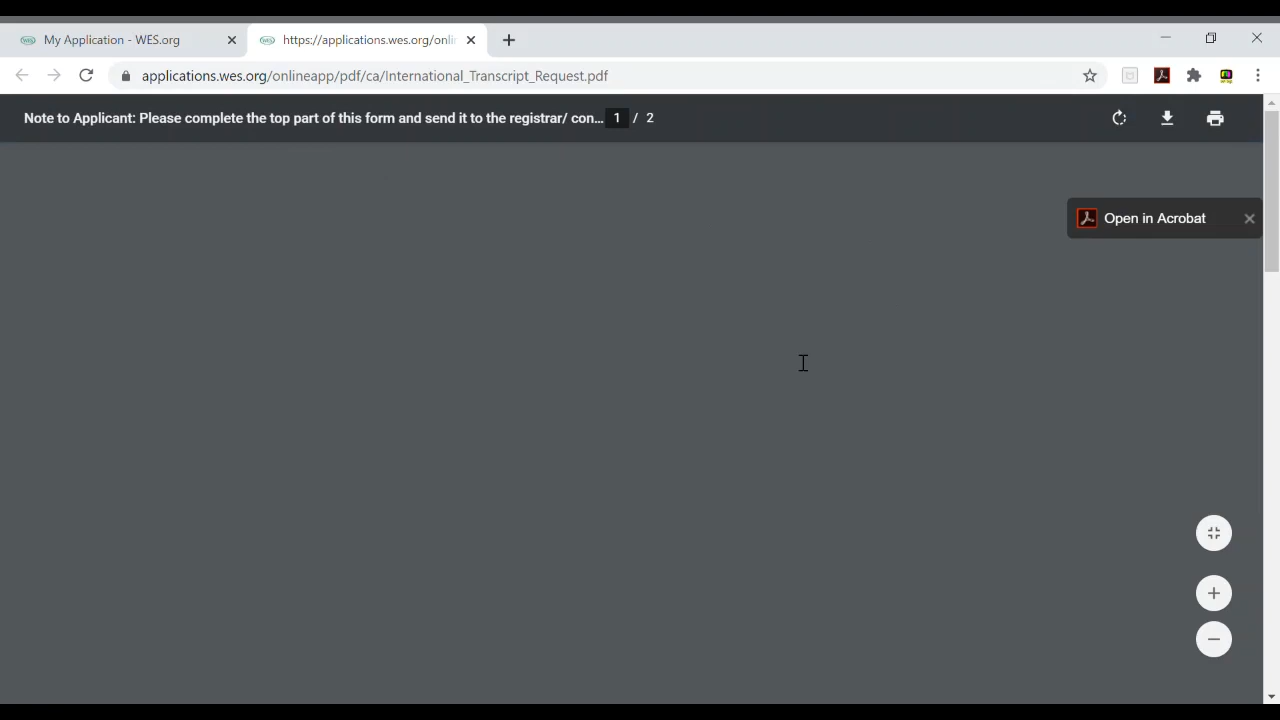 My Application - WES.org
https://applications.wes.org/onli
applications.wes.org/onlineapp/pdf/ca/International_Transcript_Request.pdf
Note to Applicant: Please complete the top part of this form and send it to the registrar/ con... 1 / 2
Open in Acrobat